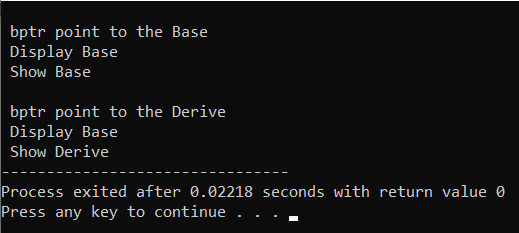 bptr point to the Base
Display Base
Show Base
bptr point to the Derive
Display Base
Show Derive
--------------------------------
Process exited after 0.02218 seconds with return value 0
Press any key to continue . . .